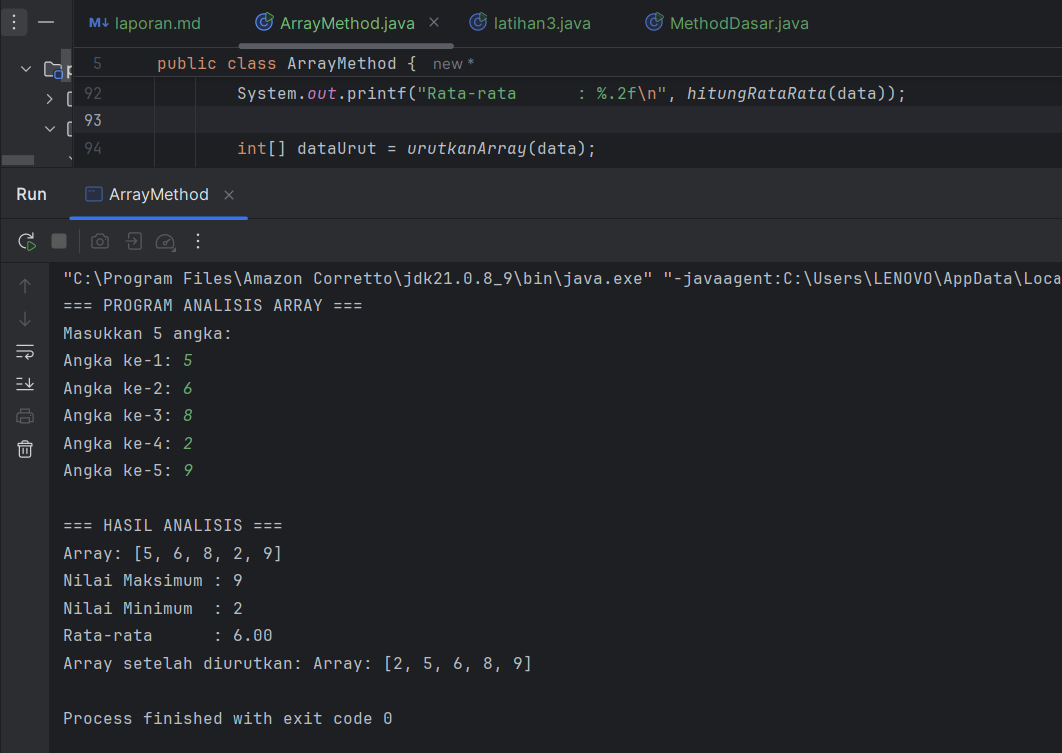 M↓ laporan.md ArrayMethod.java latihan3.java MethodDasar.java
5 public class ArrayMethod { new *
92 System.out.printf("Rata-rata      : %.2f\n", hitungRataRata(data));
93
94 int[] dataUrut = urutkanArray(data);
Run ArrayMethod
"C:\Program Files\Amazon Corretto\jdk21.0.8_9\bin\java.exe" "-javaagent:C:\Users\LENOVO\AppData\Loca
=== PROGRAM ANALISIS ARRAY ===
Masukkan 5 angka:
Angka ke-1: 5
Angka ke-2: 6
Angka ke-3: 8
Angka ke-4: 2
Angka ke-5: 9
=== HASIL ANALISIS ===
Array: [5, 6, 8, 2, 9]
Nilai Maksimum : 9
Nilai Minimum  : 2
Rata-rata      : 6.00
Array setelah diurutkan: Array: [2, 5, 6, 8, 9]
Process finished with exit code 0